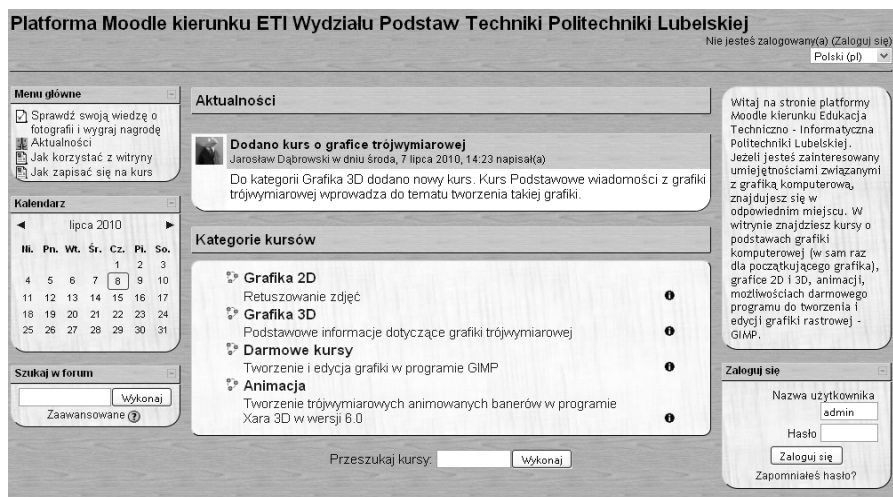 Platforma Moodle kierunku ETI Wydziału Podstaw Techniki Politechniki Lubelskiej
Nie jesteś zalogowany(a) (Zaloguj się)
Polski (pl)
Menu główne
Sprawdź swoją wiedzę o
fotografii i wygraj nagrodę
Aktualności
Jak korzystać z witryny
Jak zapisać się na kurs
Kalendarz
lipca 2010
Ni. Pn. Wt. Śr. Cz. Pi. So.
1 2 3
4 5 6 7 8 9 10
11 12 13 14 15 16 17
18 19 20 21 22 23 24
25 26 27 28 29 30 31
Szukaj w forum
Wykonaj
Zaawansowane ?
Aktualności
Dodano kurs o grafice trójwymiarowej
Jarosław Dąbrowski w dniu środa, 7 lipca 2010, 14:23 napisał(a)
Do kategorii Grafika 3D dodano nowy kurs. Kurs Podstawowe wiadomości z grafiki
trójwymiarowej wprowadza do tematu tworzenia takiej grafiki.
Kategorie kursów
Grafika 2D
Retuszowanie zdjęć
Grafika 3D
Podstawowe informacje dotyczące grafiki trójwymiarowej
Darmowe kursy
Tworzenie i edycja grafiki w programie GIMP
Animacja
Tworzenie trójwymiarowych animowanych banerów w programie
Xara 3D w wersji 6.0
Przeszukaj kursy: Wykonaj
Witaj na stronie platformy
Moodle kierunku Edukacja
Techniczno - Informatyczna
Politechniki Lubelskiej.
Jeżeli jesteś zainteresowany
umiejętnościami związanymi
z grafiką komputerową,
znajdujesz się w
odpowiednim miejscu. W
witrynie znajdziesz kursy o
podstawach grafiki
komputerowej (w sam raz
dla początkującego grafika),
grafice 2D i 3D, animacji,
możliwościach darmowego
programu do tworzenia i
edycji grafiki rastrowej -
GIMP.
Zaloguj się
Nazwa użytkownika
admin
Hasło
Zaloguj się
Zapomniałeś hasło?